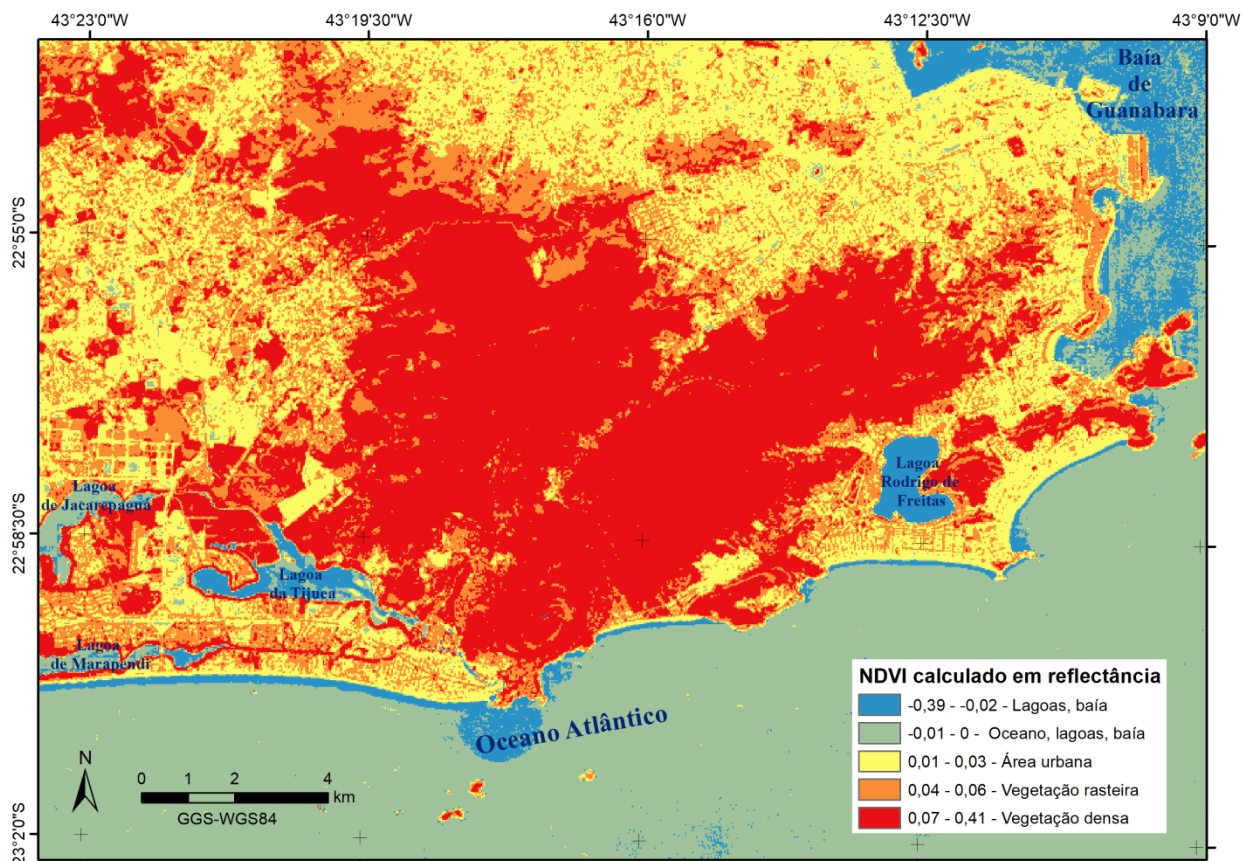 43°23'0"W 43°19'30"W 43°16'0"W 43°12'30"W 43°9'0"W
Baía
de
Guanabara
22°55'0"S
Lagoa
Rodrigo de
Freitas
Lagoa
de Jacarepaguá
22°58'30"S
Lagoa
da Tijuca
Lagoa
de Marapendi
Oceano Atlântico
NDVI calculado em reflectância
-0,39 - -0,02 - Lagoas, baía
-0,01 - 0 - Oceano, lagoas, baía
0,01 - 0,03 - Área urbana
0,04 - 0,06 - Vegetação rasteira
0,07 - 0,41 - Vegetação densa
N
0 1 2 4
km
GGS-WGS84
23°2'0"S